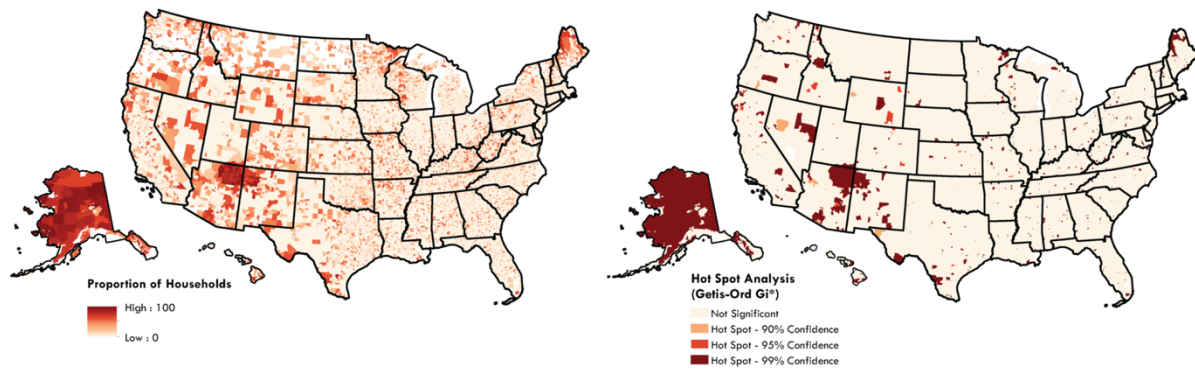 Proportion of Households
High : 100
Low : 0
Hot Spot Analysis
(Getis-Ord Gi*)
Not Significant
Hot Spot - 90% Confidence
Hot Spot - 95% Confidence
Hot Spot - 99% Confidence